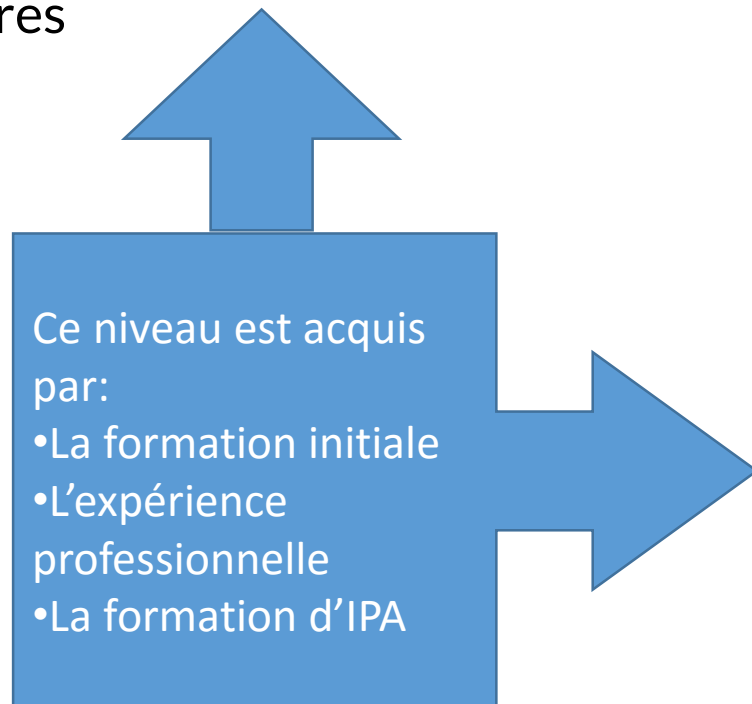 res
Ce niveau est acquis
par:
•La formation initiale
•L’expérience
professionnelle
•La formation d’IPA